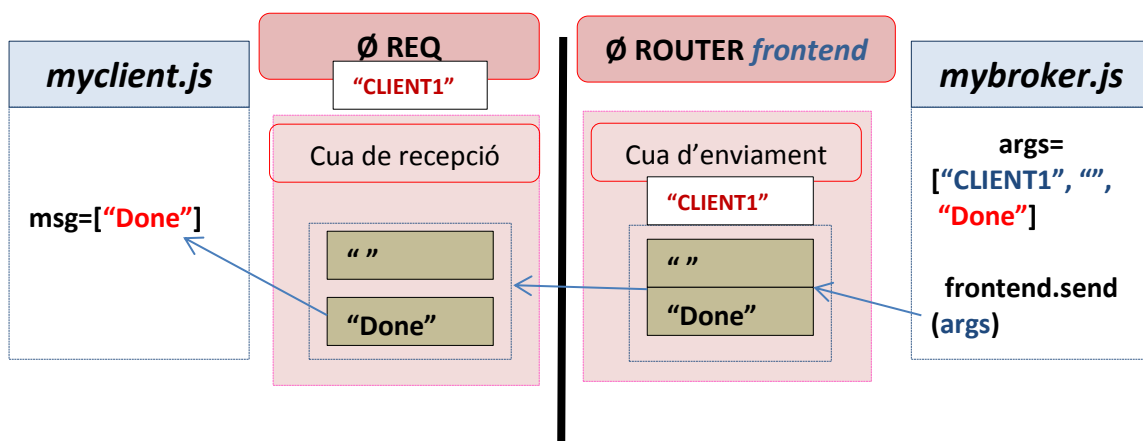 myclient.js
msg=[“Done”]
Ø REQ
“CLIENT1”
Cua de recepció
“ ”
“Done”
Ø ROUTER frontend
Cua d’enviament
“CLIENT1”
“ ”
“Done”
mybroker.js
args=
[“CLIENT1”, “”,
“Done”]
frontend.send
(args)